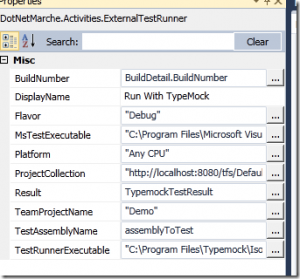 Properties
DotNetMarche.Activities.ExternalTestRunner
Search: Clear
Misc
BuildNumber BuildDetail.BuildNumber ...
DisplayName Run With TypeMock
Flavor "Debug" ...
MsTestExecutable "C:\Program Files\Microsoft Visu ...
Platform "Any CPU" ...
ProjectCollection "http://localhost:8080/tfs/Defaul ...
Result TypemockTestResult ...
TeamProjectName "Demo" ...
TestAssemblyName assemblyToTest ...
TestRunnerExecutable "C:\Program Files\Typemock\Iso ...